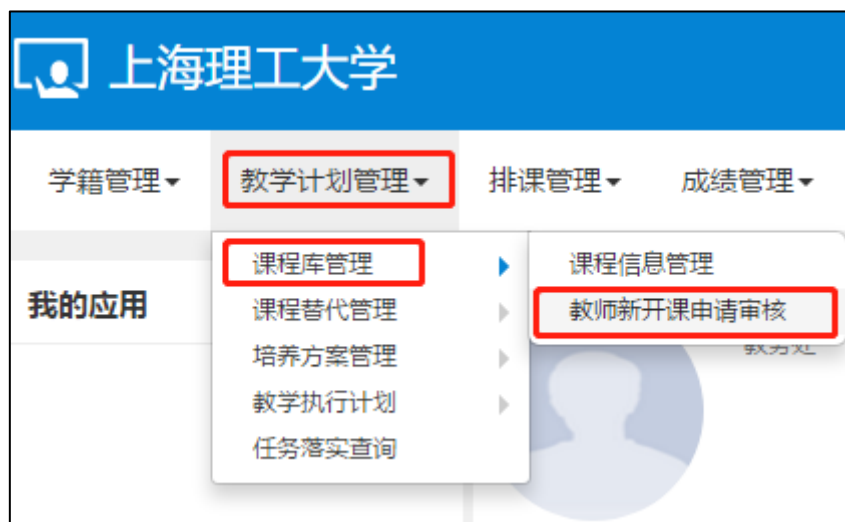 上海理工大学
学籍管理 教学计划管理 排课管理 成绩管理
课程库管理 课程信息管理
我的应用 课程替代管理 教师新开课申请审核
教务处
培养方案管理
教学执行计划
任务落实查询